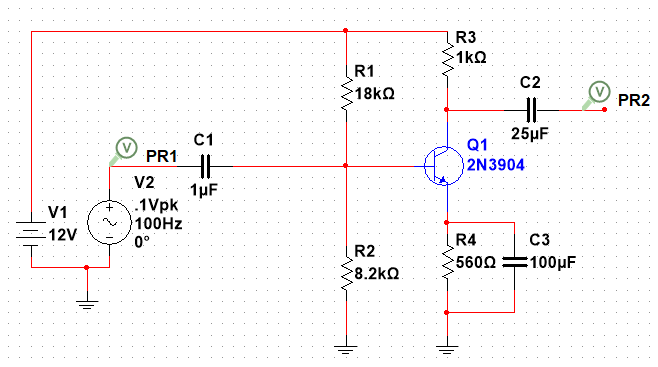 R3
1kΩ
R1
18kΩ
C2
V
PR2
25µF
V
PR1
C1
1µF
Q1
2N3904
V2
.1Vpk
100Hz
0°
V1
12V
R2
8.2kΩ
R4
560Ω
C3
100µF